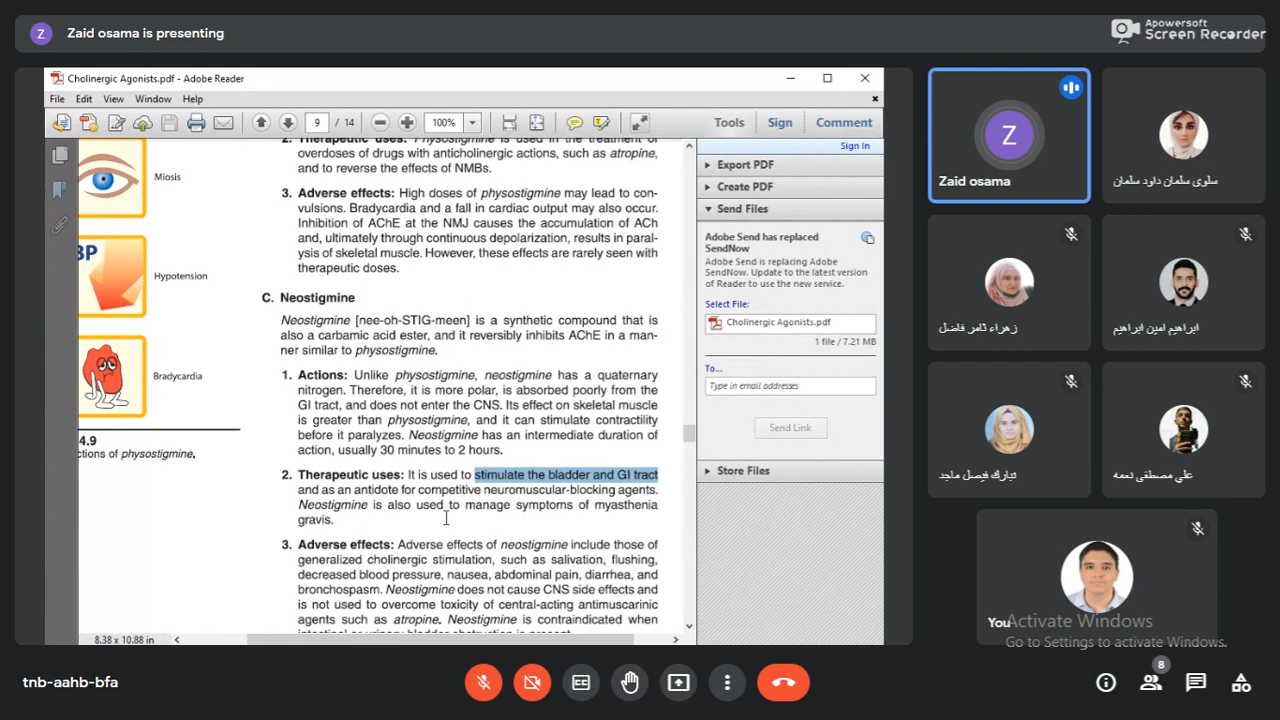 Z
Zaid osama is presenting
Apowersoft
Screen Recorder
Cholinergic Agonists.pdf - Adobe Reader
File Edit View Window Help
9 / 14
100%
Tools Sign Comment
Miosis
BP
Hypotension
Bradycardia
4.9
ctions of physostigmine.
overdoses of drugs with anticholinergic actions, such as atropine,
and to reverse the effects of NMBs.
3. Adverse effects: High doses of physostigmine may lead to con-
vulsions. Bradycardia and a fall in cardiac output may also occur.
Inhibition of AChE at the NMJ causes the accumulation of ACh
and, ultimately through continuous depolarization, results in paral-
ysis of skeletal muscle. However, these effects are rarely seen with
therapeutic doses.
C. Neostigmine
Neostigmine [nee-oh-STIG-meen] is a synthetic compound that is
also a carbamic acid ester, and it reversibly inhibits AChE in a man-
ner similar to physostigmine.
1. Actions: Unlike physostigmine, neostigmine has a quaternary
nitrogen. Therefore, it is more polar, is absorbed poorly from the
GI tract, and does not enter the CNS. Its effect on skeletal muscle
is greater than physostigmine, and it can stimulate contractility
before it paralyzes. Neostigmine has an intermediate duration of
action, usually 30 minutes to 2 hours.
2. Therapeutic uses: It is used to stimulate the bladder and GI tract
and as an antidote for competitive neuromuscular-blocking agents.
Neostigmine is also used to manage symptoms of myasthenia
gravis.
3. Adverse effects: Adverse effects of neostigmine include those of
generalized cholinergic stimulation, such as salivation, flushing,
decreased blood pressure, nausea, abdominal pain, diarrhea, and
bronchospasm. Neostigmine does not cause CNS side effects and
is not used to overcome toxicity of central-acting antimuscarinic
agents such as atropine. Neostigmine is contraindicated when
8.38 x 10.88 in
Sign In
Export PDF
Create PDF
Send Files
Adobe Send has replaced
SendNow
Adobe Send is replacing Adobe
SendNow. Update to the latest version
of Reader to use the new service.
Select File:
Cholinergic Agonists.pdf
1 file / 7.21 MB
To...
Type in email addresses
Send Link
Store Files
Z
Zaid osama
سلوى سلمان داود سلمان
زهراء ثامر فاضل
ابراهيم امين ابراهيم
تبارك فيصل ماجد
علي مصطفى نعمه
You
Activate Windows
Go to Settings to activate Windows.
tnb-aahb-bfa
8